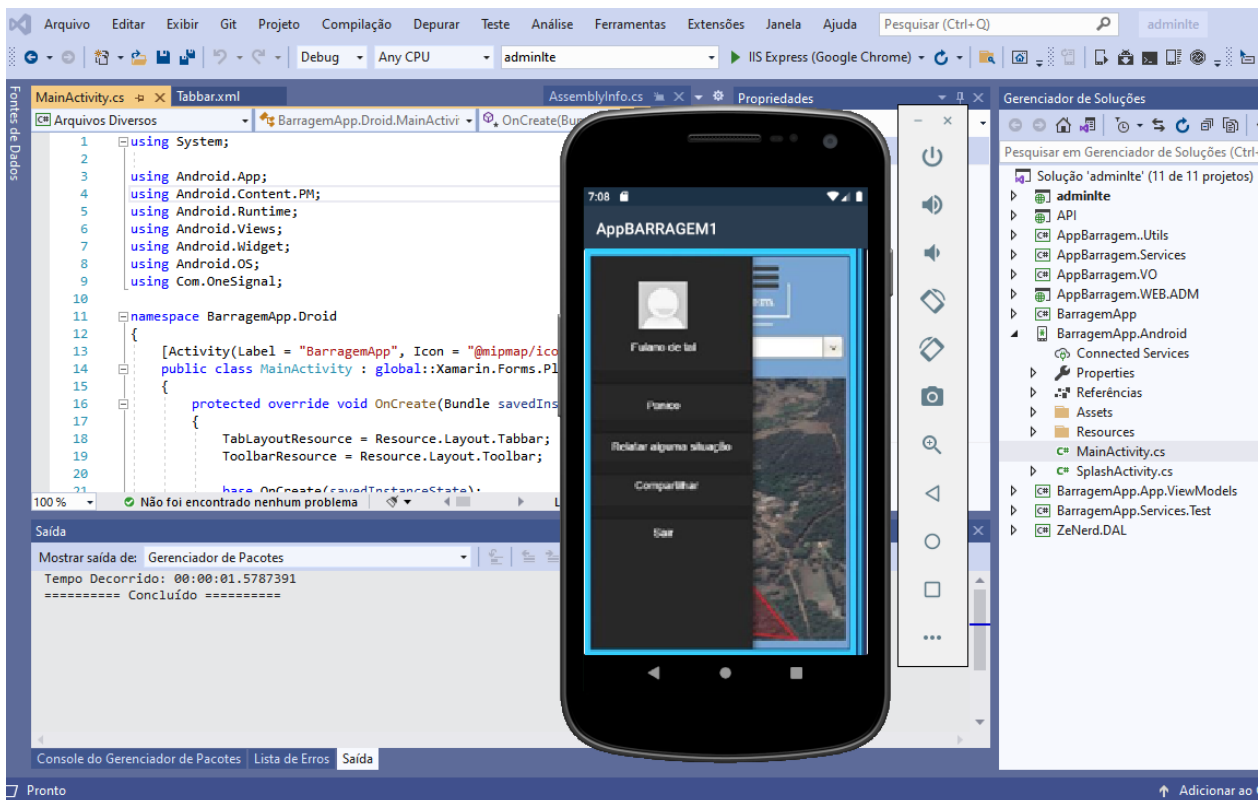 Arquivo Editar Exibir Git Projeto Compilação Depurar Teste Análise Ferramentas Extensões Janela Ajuda Pesquisar (Ctrl+Q) adminlte
Debug Any CPU adminlte IIS Express (Google Chrome)
Fontes de Dados
MainActivity.cs Tabbar.xml AssemblyInfo.cs
Arquivos Diversos BarragemApp.Droid.MainActivi OnCreate(Bun
1 using System;
2
3 using Android.App;
4 using Android.Content.PM;
5 using Android.Runtime;
6 using Android.Views;
7 using Android.Widget;
8 using Android.OS;
9 using Com.OneSignal;
10
11 namespace BarragemApp.Droid
12 {
13 [Activity(Label = "BarragemApp", Icon = "@mipmap/ico
14 public class MainActivity : global::Xamarin.Forms.Pl
15 {
16 protected override void OnCreate(Bundle savedIns
17 {
18 TabLayoutResource = Resource.Layout.Tabbar;
19 ToolbarResource = Resource.Layout.Toolbar;
20
21 base.OnCreate(savedInstanceState);
100 % Não foi encontrado nenhum problema L
Saída
Mostrar saída de: Gerenciador de Pacotes
Tempo Decorrido: 00:00:01.5787391
========== Concluído ==========
Console do Gerenciador de Pacotes Lista de Erros Saída
Pronto
Propriedades
7:08
AppBARRAGEM1
Fulano de tal
Panico
Relatar alguma situação
Compartilhar
Sair
Gerenciador de Soluções
Pesquisar em Gerenciador de Soluções (Ctrl+
Solução 'adminlte' (11 de 11 projetos)
adminlte
API
AppBarragem..Utils
AppBarragem.Services
AppBarragem.VO
AppBarragem.WEB.ADM
BarragemApp
BarragemApp.Android
Connected Services
Properties
Referências
Assets
Resources
MainActivity.cs
SplashActivity.cs
BarragemApp.App.ViewModels
BarragemApp.Services.Test
ZeNerd.DAL
Adicionar ao